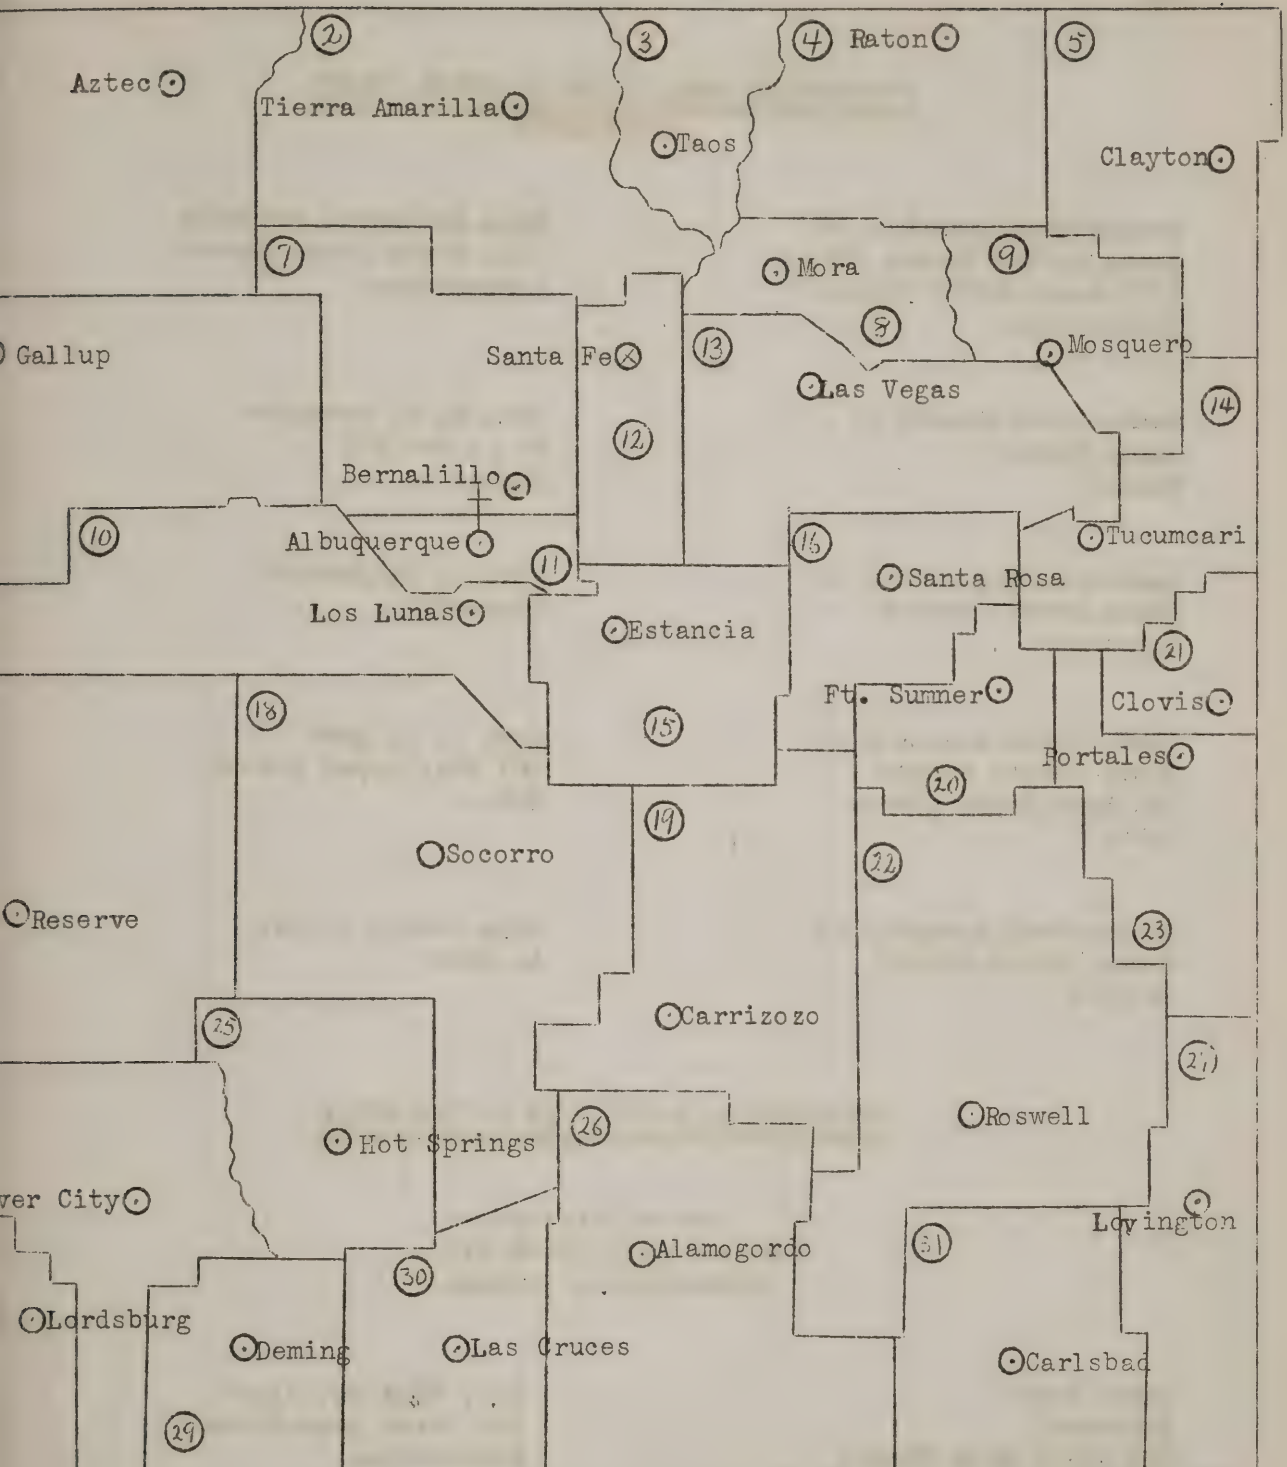 2
3
4
Raton
5
Aztec
Tierra Amarilla
Taos
Clayton
7
Mora
9
8
Gallup
Santa Fe
13
Mosquero
Las Vegas
14
12
Bernalillo
10
Albuquerque
11
16
Tucumcari
Santa Rosa
Los Lunas
Estancia
21
18
Ft. Sumner
Clovis
15
Portales
20
19
Socorro
22
Reserve
23
Carrizozo
25
Roswell
26
Hot Springs
ver City
Lovington
Alamogordo
31
30
Lordsburg
Deming
Las Cruces
Carlsbad
29